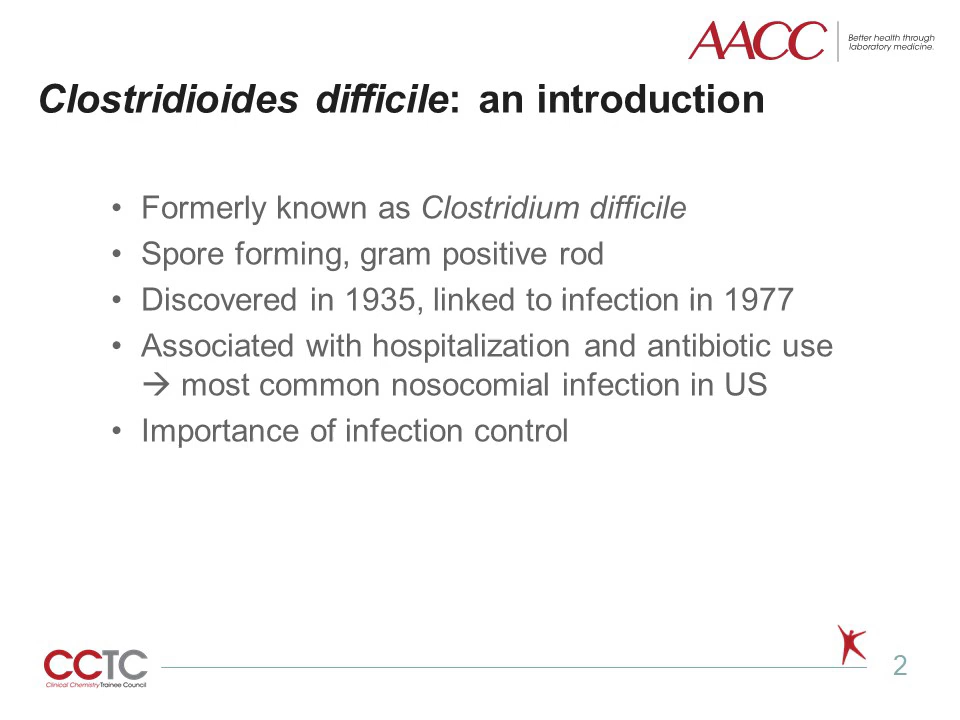 AACC
Better health through
laboratory medicine.
Clostridioides difficile: an introduction
• Formerly known as Clostridium difficile
• Spore forming, gram positive rod
• Discovered in 1935, linked to infection in 1977
• Associated with hospitalization and antibiotic use
→ most common nosocomial infection in US
• Importance of infection control
CCTC
Clinical Chemistry Trainee Council
2